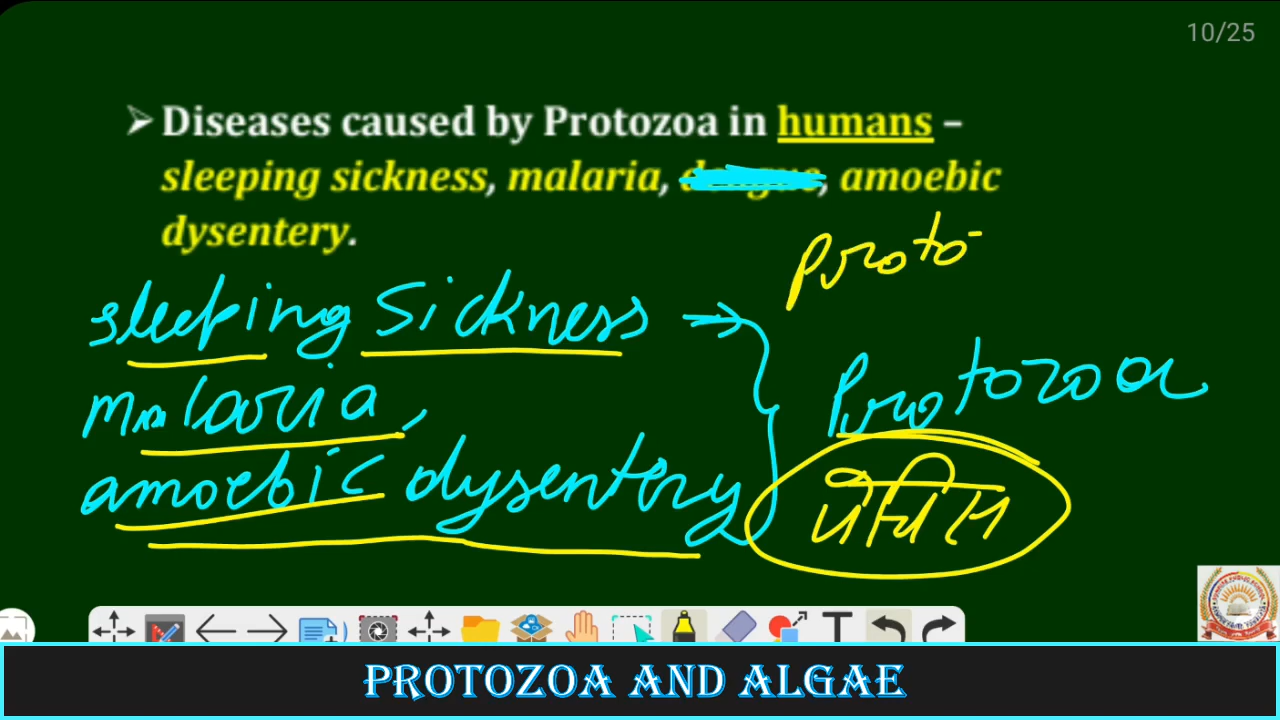 10/25
➢ Diseases caused by Protozoa in humans –
sleeping sickness, malaria, dangue, amoebic
dysentery.
Proto-
sleeping Sickness →
malaria,
Protozoa
amoebic dysentery
PROTOZOA AND ALGAE